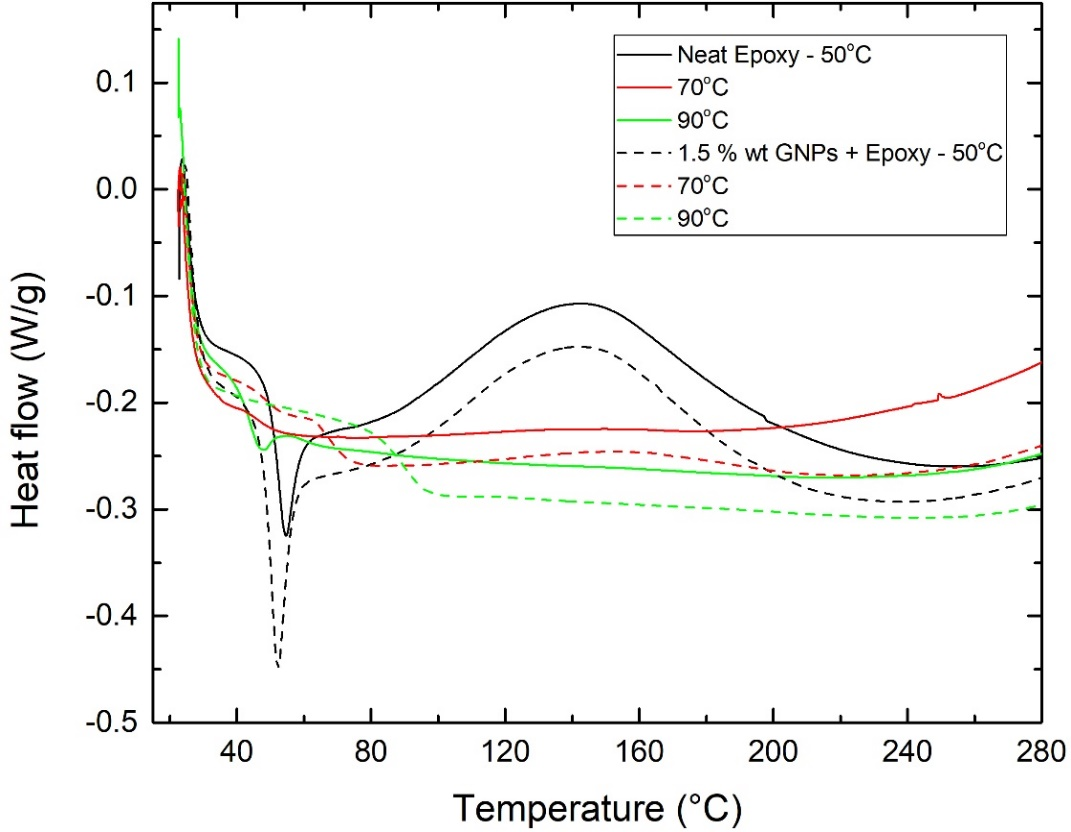 0.1
0.0
-0.1
-0.2
-0.3
-0.4
-0.5
Heat flow (W/g)
Neat Epoxy - 50°C
70°C
90°C
1.5 % wt GNPs + Epoxy - 50°C
70°C
90°C
40 80 120 160 200 240 280
Temperature (°C)